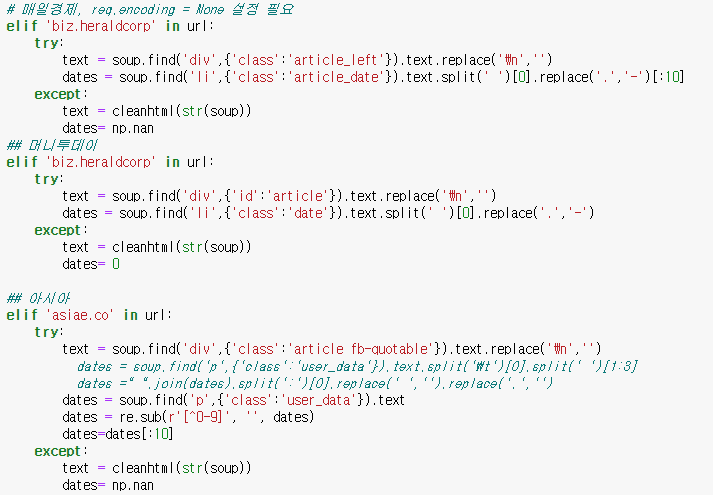 # 매일경제, req.encoding = None 설정 필요
elif 'biz.heraldcorp' in url:
    try:
        text = soup.find('div',{'class':'article_left'}).text.replace('₩n','')
        dates = soup.find('li',{'class':'article_date'}).text.split(' ')[0].replace('.','-')[:10]
    except:
        text = cleanhtml(str(soup))
        dates= np.nan
## 머니투데이
elif 'biz.heraldcorp' in url:
    try:
        text = soup.find('div',{'id':'article'}).text.replace('₩n','')
        dates = soup.find('li',{'class':'date'}).text.split(' ')[0].replace('.','-')
    except:
        text = cleanhtml(str(soup))
        dates= 0
## 아시아
elif 'asiae.co' in url:
    try:
        text = soup.find('div',{'class':'article fb-quotable'}).text.replace('₩n','')
          dates = soup.find('p',{'class':'user_data'}).text.split('₩t')[0].split(' ')[1:3]
          dates =" ".join(dates).split(':')[0].replace(' ','').replace('.','')
        dates = soup.find('p',{'class':'user_data'}).text
        dates = re.sub(r'[^0-9]', '', dates)
        dates=dates[:10]
    except:
        text = cleanhtml(str(soup))
        dates= np.nan